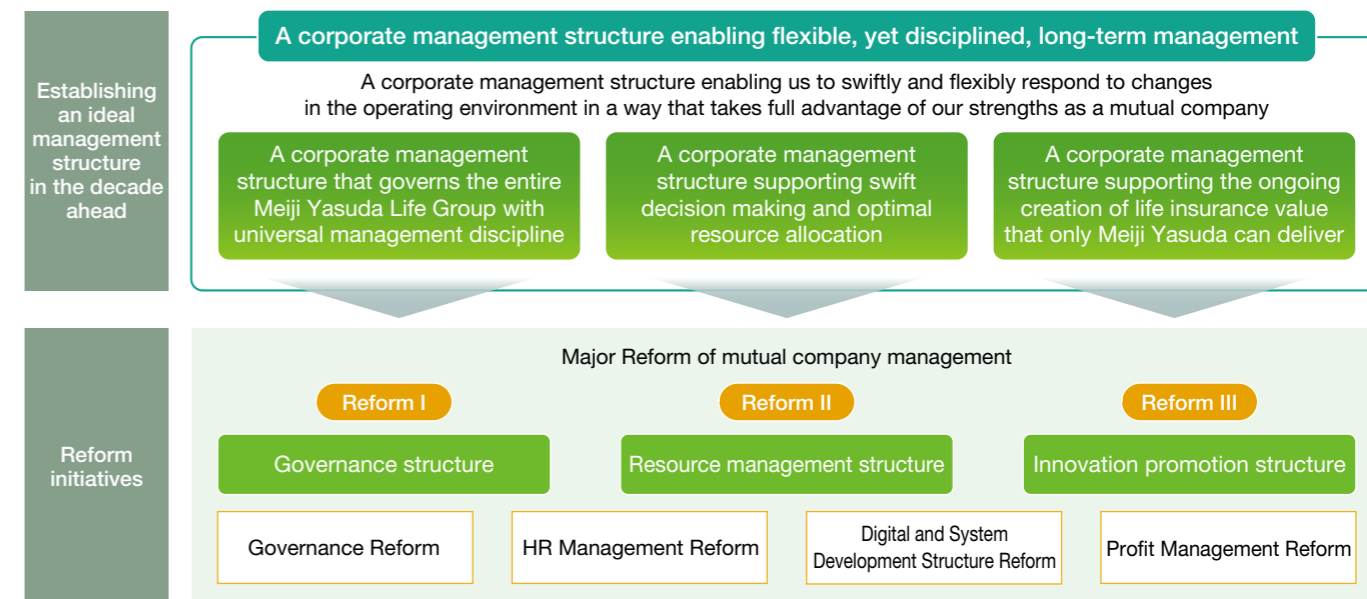 Establishing
an ideal
management
structure
in the decade
ahead
A corporate management structure enabling flexible, yet disciplined, long-term management
A corporate management structure enabling us to swiftly and flexibly respond to changes
in the operating environment in a way that takes full advantage of our strengths as a mutual company
A corporate management
structure that governs the entire
Meiji Yasuda Life Group with
universal management discipline
A corporate management
structure supporting swift
decision making and optimal
resource allocation
A corporate management
structure supporting the ongoing
creation of life insurance value
that only Meiji Yasuda can deliver
Reform
initiatives
Major Reform of mutual company management
Reform I
Reform II
Reform III
Governance structure
Resource management structure
Innovation promotion structure
Governance Reform
HR Management Reform
Digital and System
Development Structure Reform
Profit Management Reform